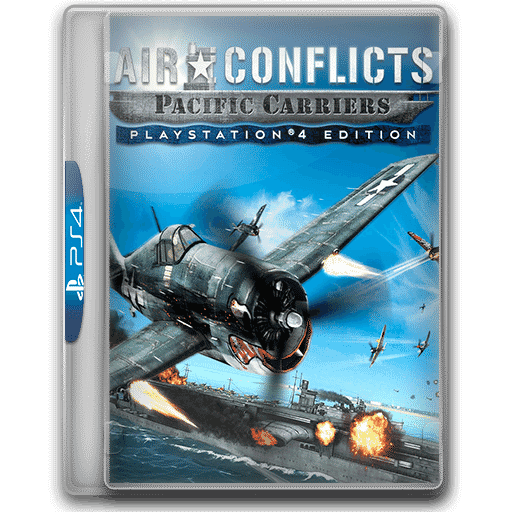 AIR CONFLICTS
PACIFIC CARRIERS
PLAYSTATION®4 EDITION
PS4